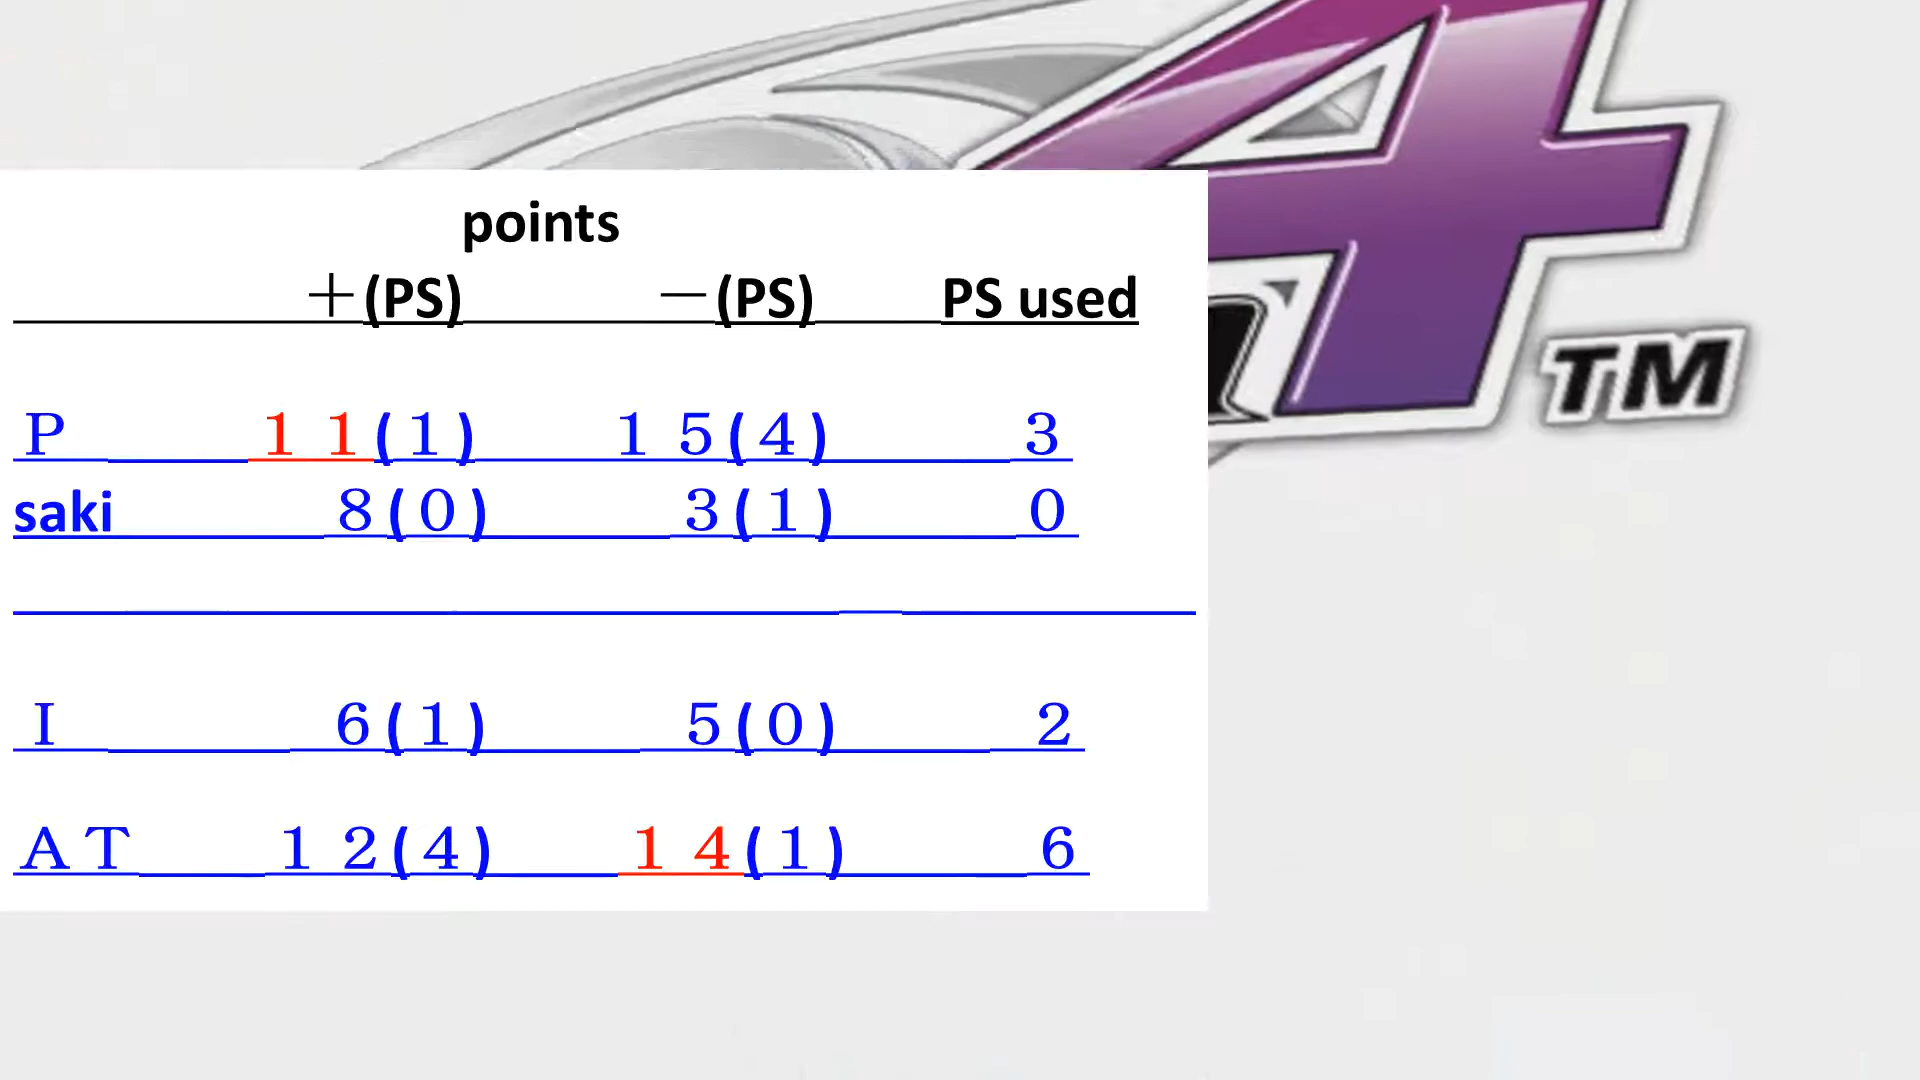 4
n
TM
points
＋(PS) －(PS) PS used
Ｐ １１(１) １５(４) ３
saki ８(０) ３(１) ０
Ｉ ６(１) ５(０) ２
ＡＴ １２(４) １４(１) ６